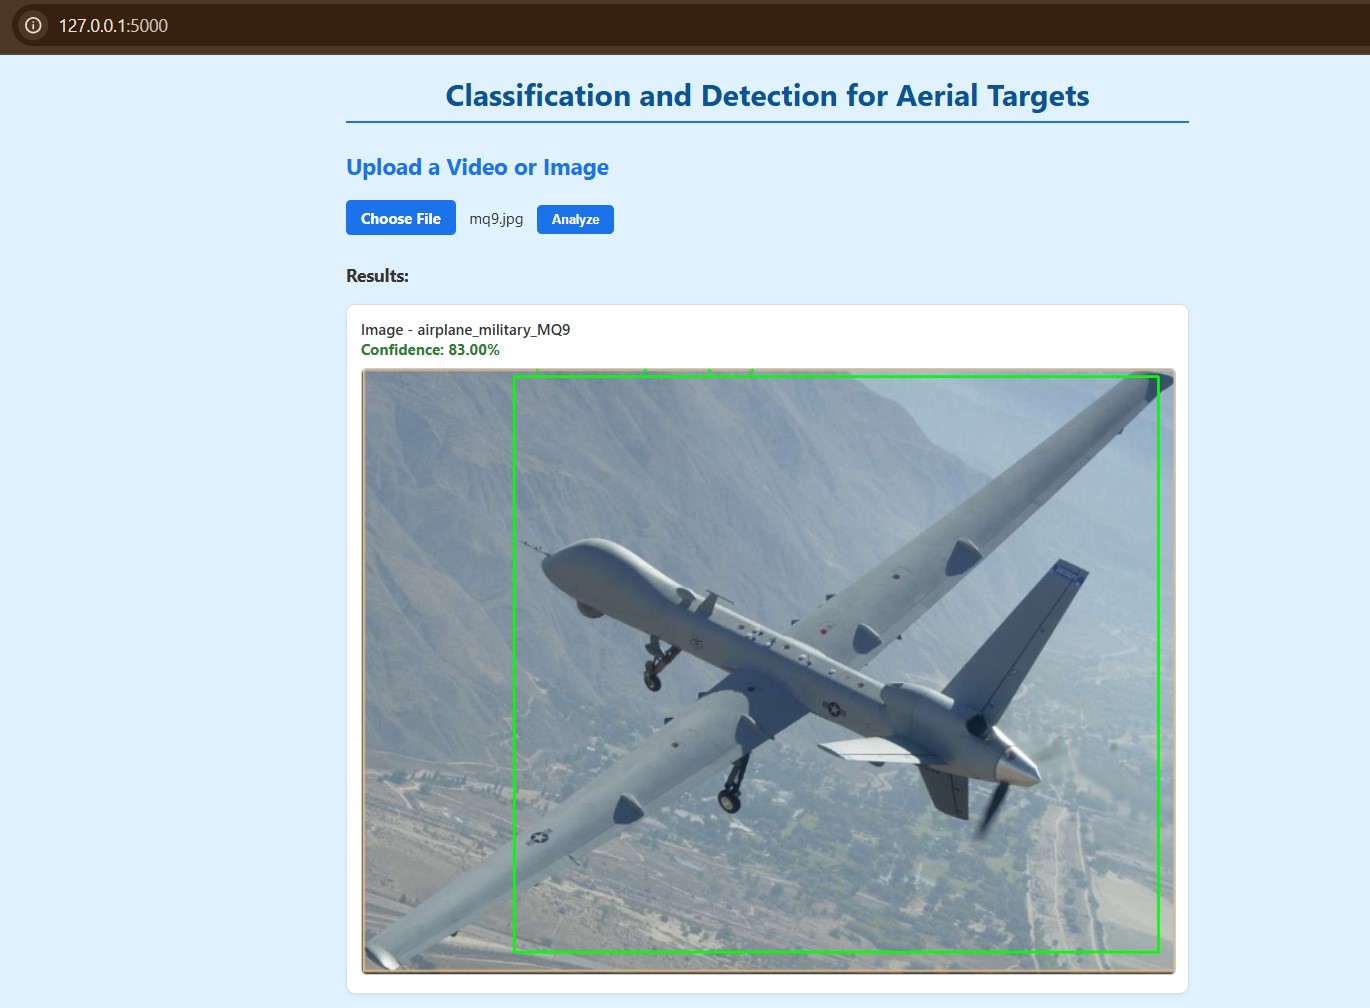 127.0.0.1:5000
Classification and Detection for Aerial Targets
Upload a Video or Image
Choose File mq9.jpg Analyze
Results:
Image - airplane_military_MQ9
Confidence: 83.00%